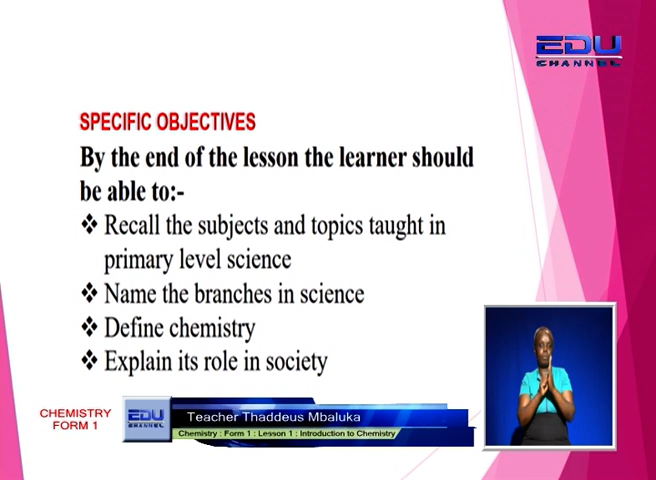 EDU
CHANNEL
SPECIFIC OBJECTIVES
By the end of the lesson the learner should
be able to:-
❖ Recall the subjects and topics taught in
primary level science
❖ Name the branches in science
❖ Define chemistry
❖ Explain its role in society
CHEMISTRY
FORM 1
EDU
CHANNEL
Teacher Thaddeus Mbaluka
Chemistry : Form 1 : Lesson 1 : Introduction to Chemistry